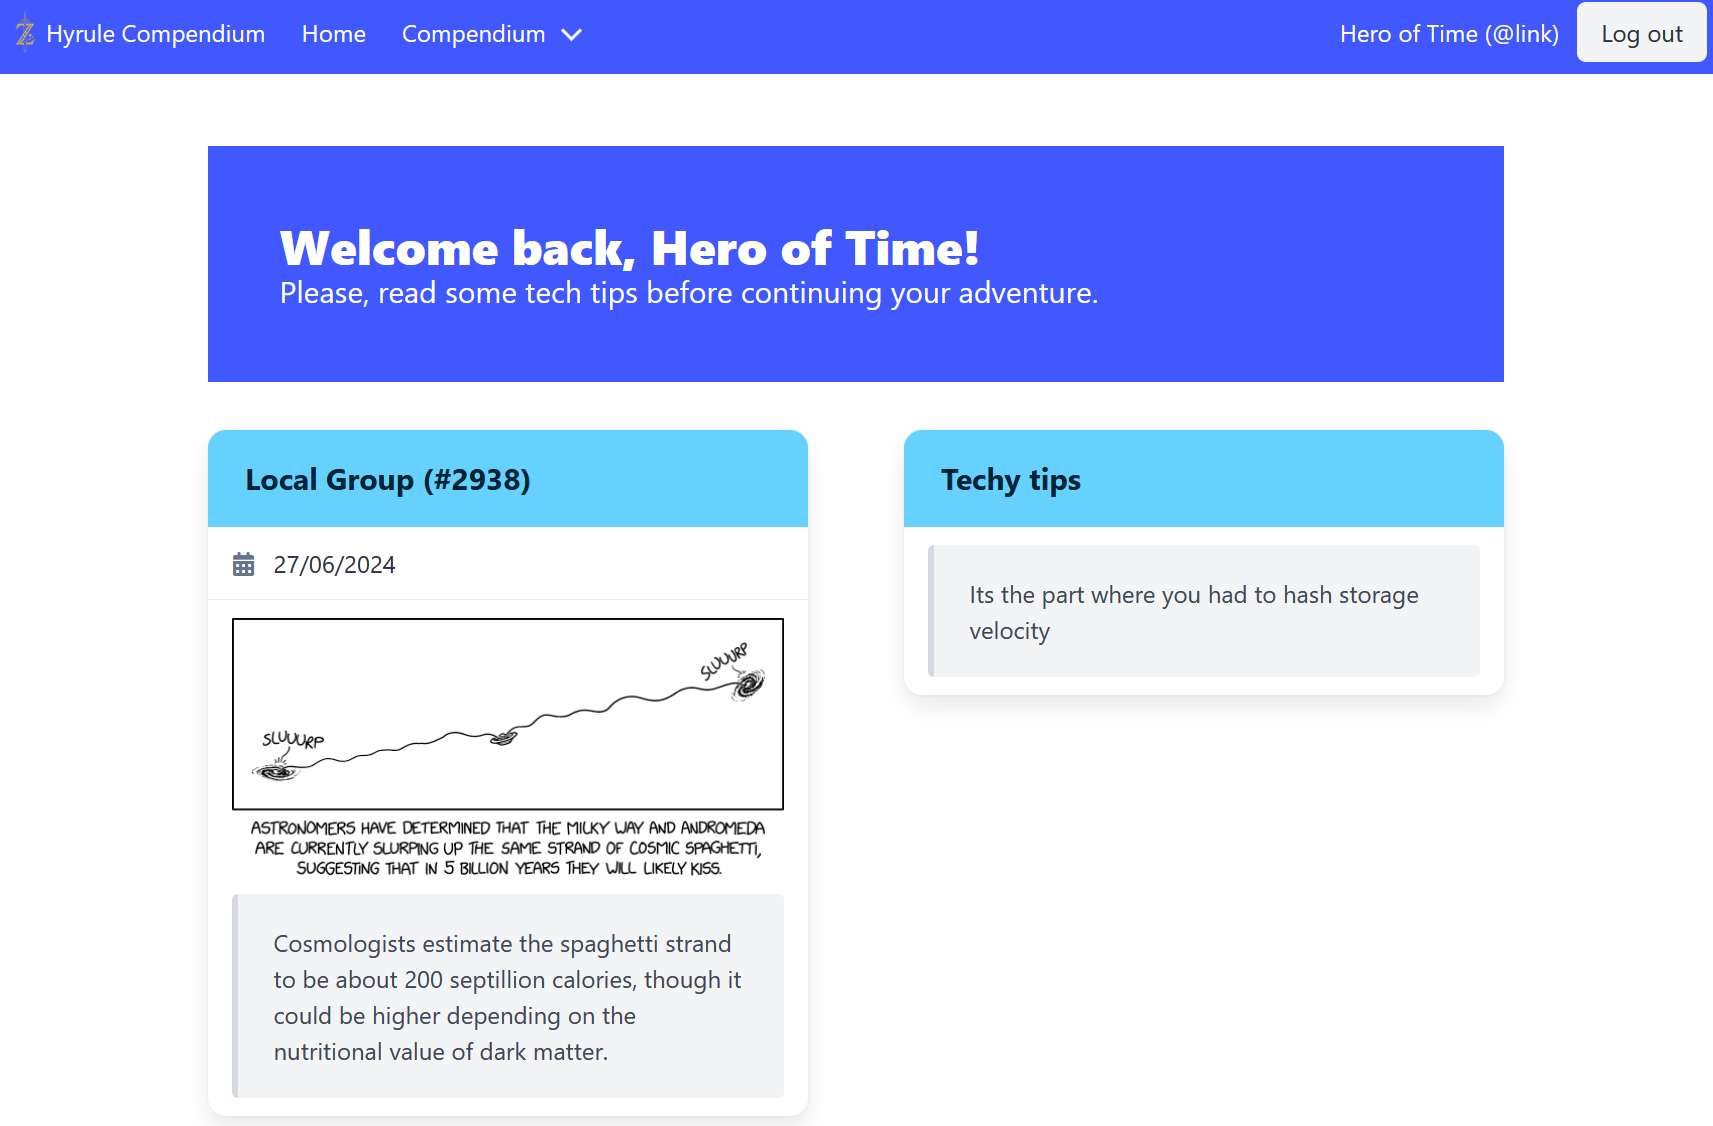 Hyrule Compendium Home Compendium Hero of Time (@link) Log out
Welcome back, Hero of Time!
Please, read some tech tips before continuing your adventure.
Local Group (#2938)
27/06/2024
SLUUURP
SLUUURP
ASTRONOMERS HAVE DETERMINED THAT THE MILKY WAY AND ANDROMEDA
ARE CURRENTLY SLURPING UP THE SAME STRAND OF COSMIC SPAGHETTI,
SUGGESTING THAT IN 5 BILLION YEARS THEY WILL LIKELY KISS.
Cosmologists estimate the spaghetti strand
to be about 200 septillion calories, though it
could be higher depending on the
nutritional value of dark matter.
Techy tips
Its the part where you had to hash storage
velocity